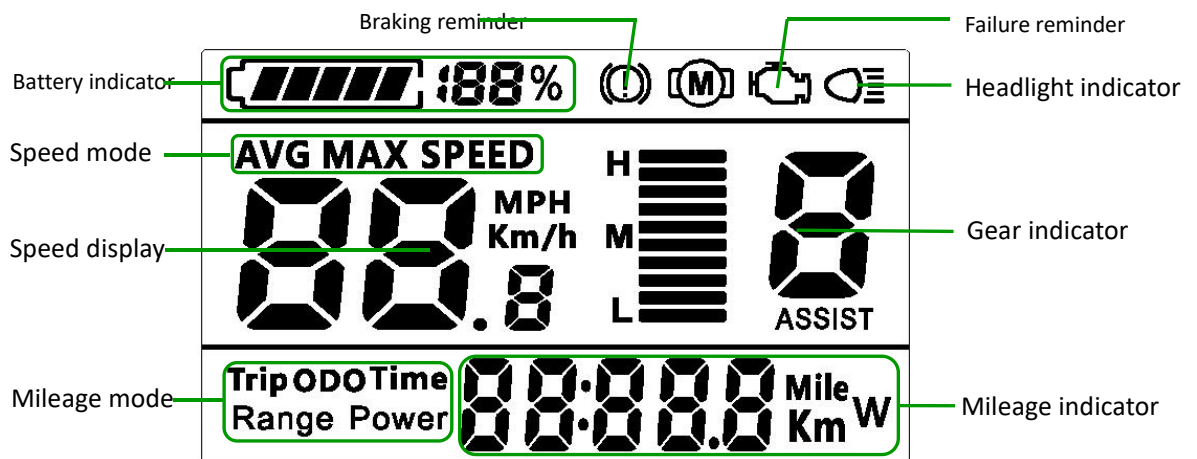 Braking reminder
Failure reminder
Battery indicator
188%
M
Headlight indicator
Speed mode
AVG MAX SPEED
H
MPH
Km/h
M
88.8
8
Speed display
Gear indicator
L
ASSIST
Mileage mode
Trip ODO Time
Range Power
88:88.8
Mile
Km
W
Mileage indicator